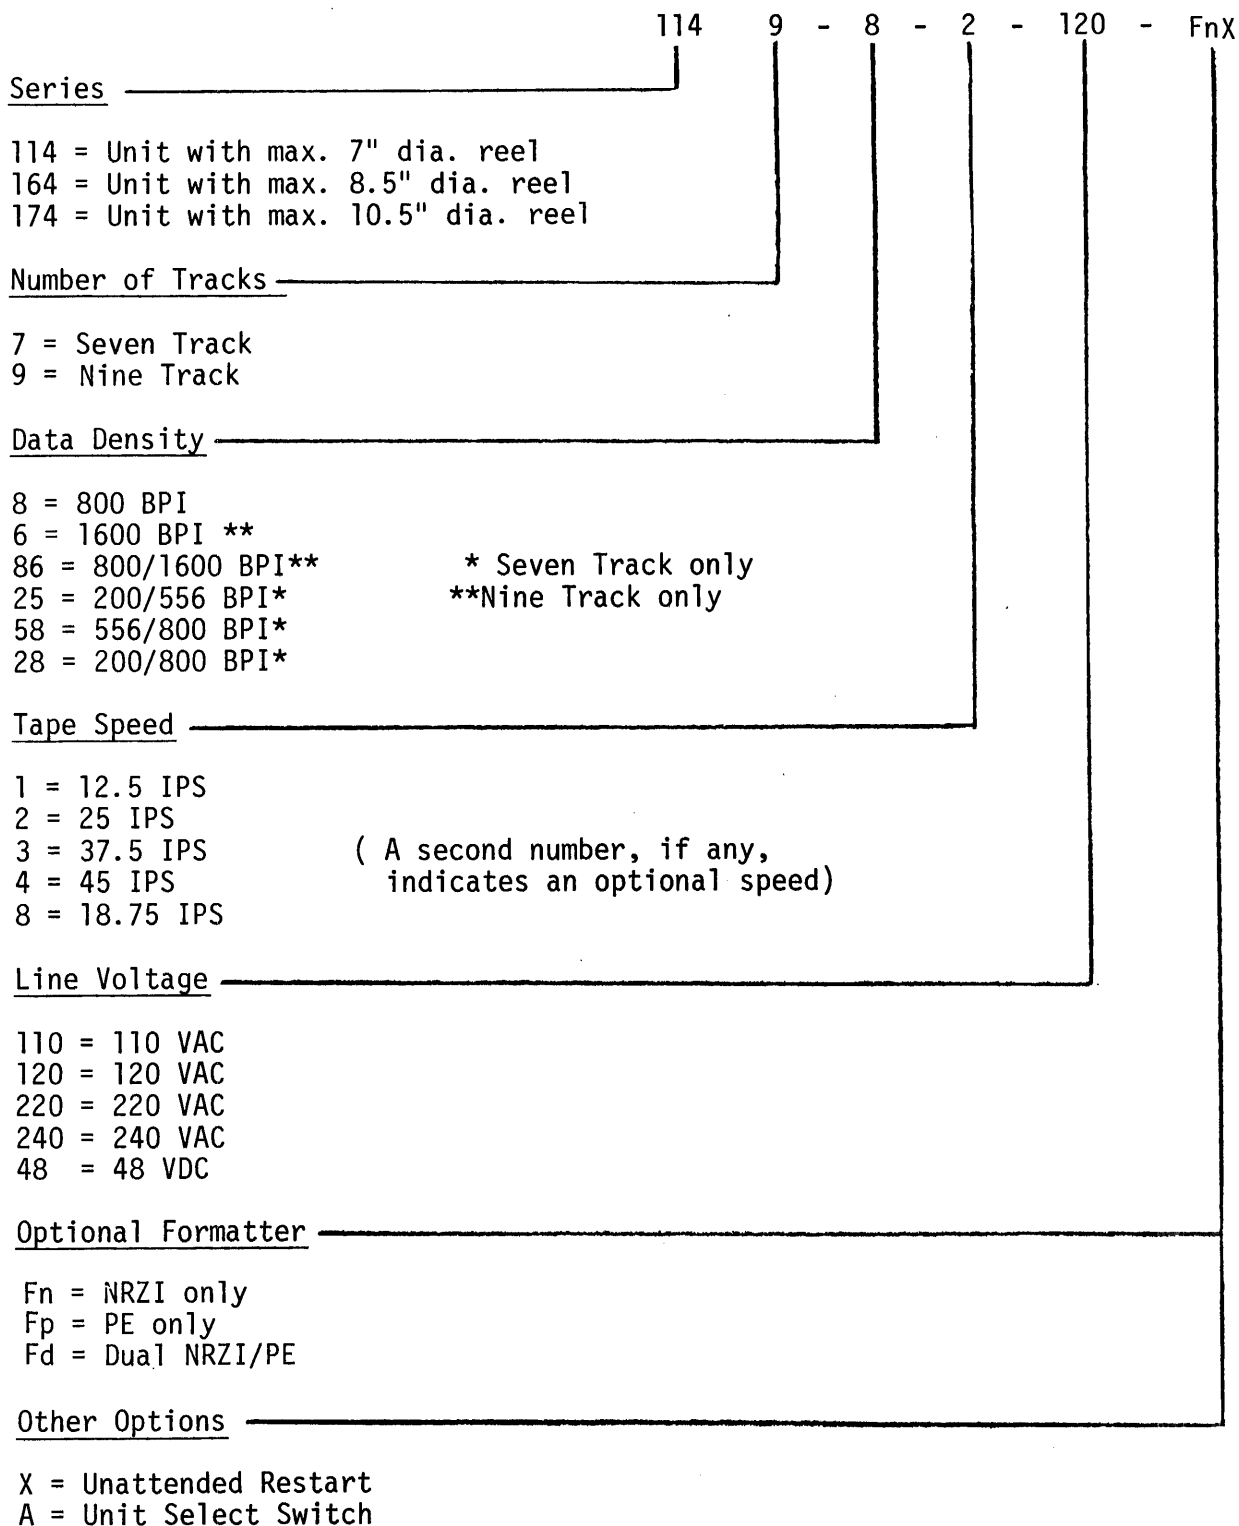 114 9 - 8 - 2 - 120 - FnX
Series
114 = Unit with max. 7" dia. reel
164 = Unit with max. 8.5" dia. reel
174 = Unit with max. 10.5" dia. reel
Number of Tracks
7 = Seven Track
9 = Nine Track
Data Density
8 = 800 BPI
6 = 1600 BPI **
86 = 800/1600 BPI** * Seven Track only
25 = 200/556 BPI* **Nine Track only
58 = 556/800 BPI*
28 = 200/800 BPI*
Tape Speed
1 = 12.5 IPS
2 = 25 IPS
3 = 37.5 IPS ( A second number, if any,
4 = 45 IPS indicates an optional speed)
8 = 18.75 IPS
Line Voltage
110 = 110 VAC
120 = 120 VAC
220 = 220 VAC
240 = 240 VAC
48 = 48 VDC
Optional Formatter
Fn = NRZI only
Fp = PE only
Fd = Dual NRZI/PE
Other Options
X = Unattended Restart
A = Unit Select Switch